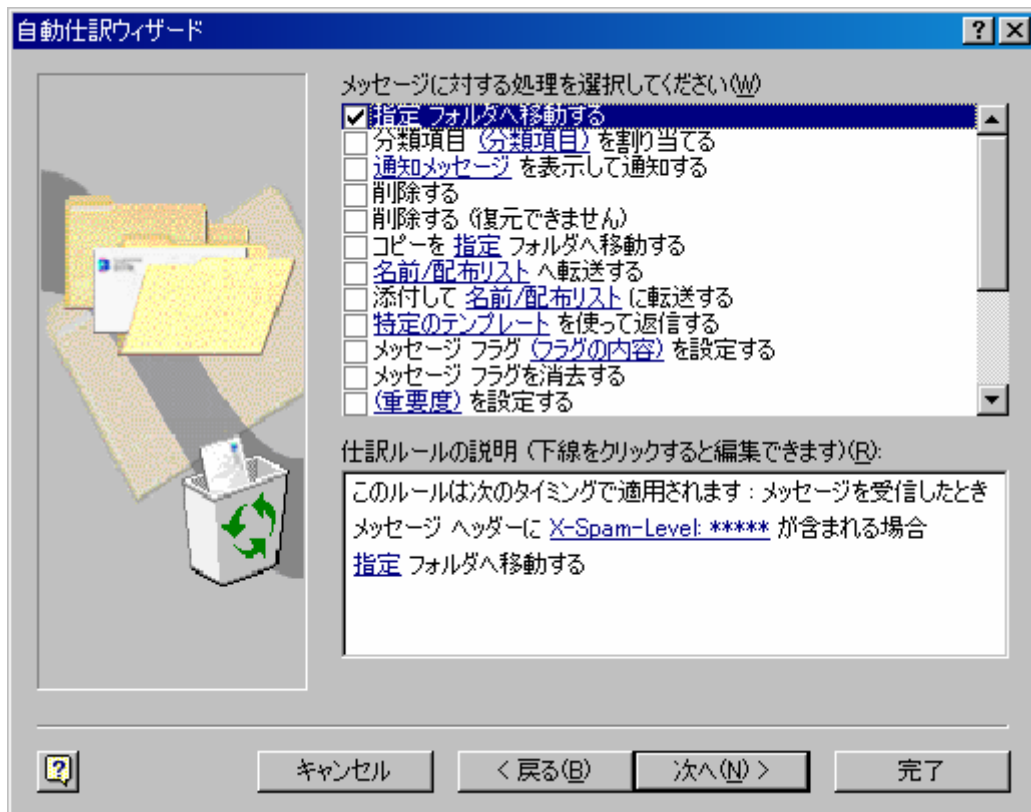 自動仕訳ウィザード
メッセージに対する処理を選択してください(W)
指定 フォルダへ移動する
分類項目 (分類項目) を割り当てる
通知メッセージ を表示して通知する
削除する
削除する (復元できません)
コピーを 指定 フォルダへ移動する
名前/配布リスト へ転送する
添付して 名前/配布リスト に転送する
特定のテンプレート を使って返信する
メッセージ フラグ (フラグの内容) を設定する
メッセージ フラグを消去する
(重要度) を設定する
仕訳ルールの説明 (下線をクリックすると編集できます)(R):
このルールは次のタイミングで適用されます : メッセージを受信したとき
メッセージ ヘッダーに X-Spam-Level: ***** が含まれる場合
指定 フォルダへ移動する
キャンセル < 戻る(B) 次へ(N) > 完了